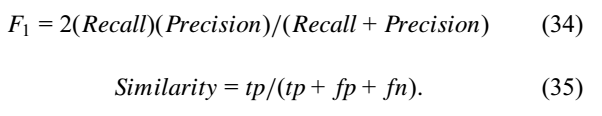 F₁ = 2(Recall)(Precision)/(Recall + Precision) (34)
Similarity = tp/(tp + fp + fn). (35)